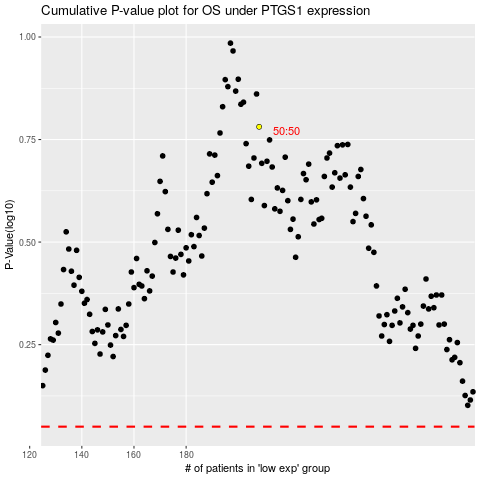 Cumulative P-value plot for OS under PTGS1 expression
1.00
0.75
0.50
0.25
P-Value(log10)
50:50
120 140 160 180
# of patients in 'low exp' group